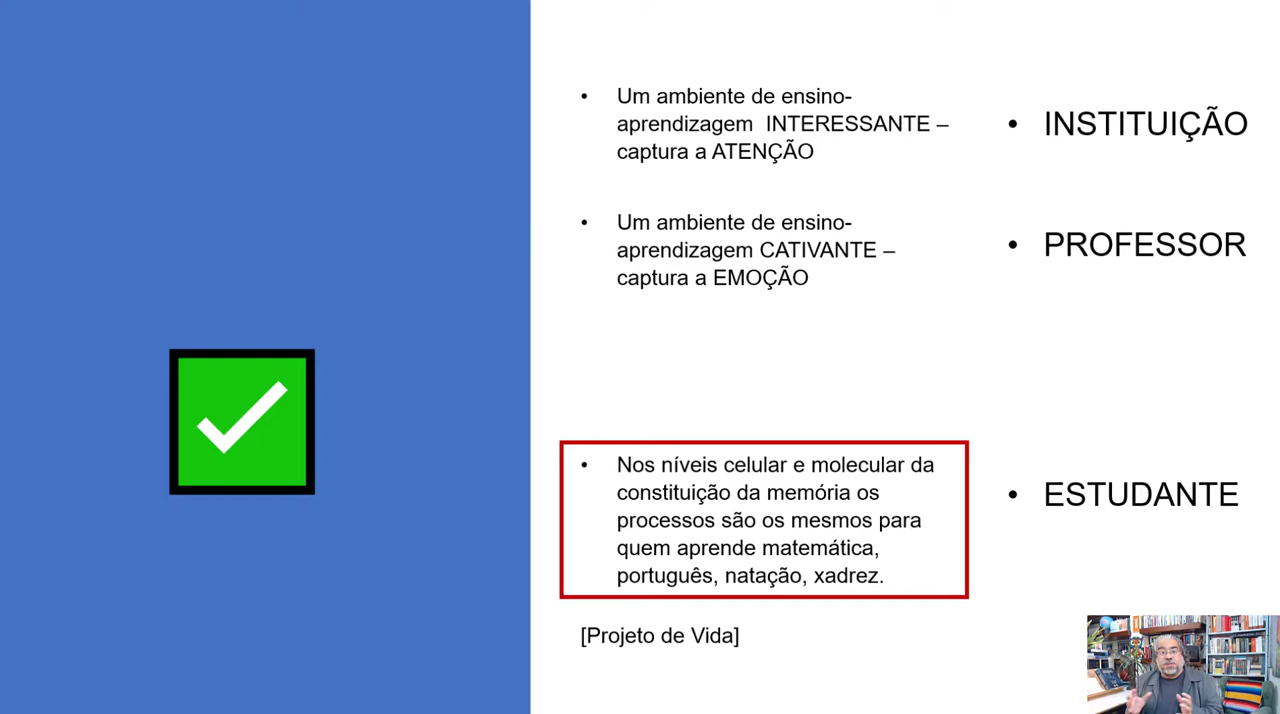 • Um ambiente de ensino-
aprendizagem INTERESSANTE –
captura a ATENÇÃO
• INSTITUIÇÃO
• Um ambiente de ensino-
aprendizagem CATIVANTE –
captura a EMOÇÃO
• PROFESSOR
• Nos níveis celular e molecular da
constituição da memória os
processos são os mesmos para
quem aprende matemática,
português, natação, xadrez.
• ESTUDANTE
[Projeto de Vida]